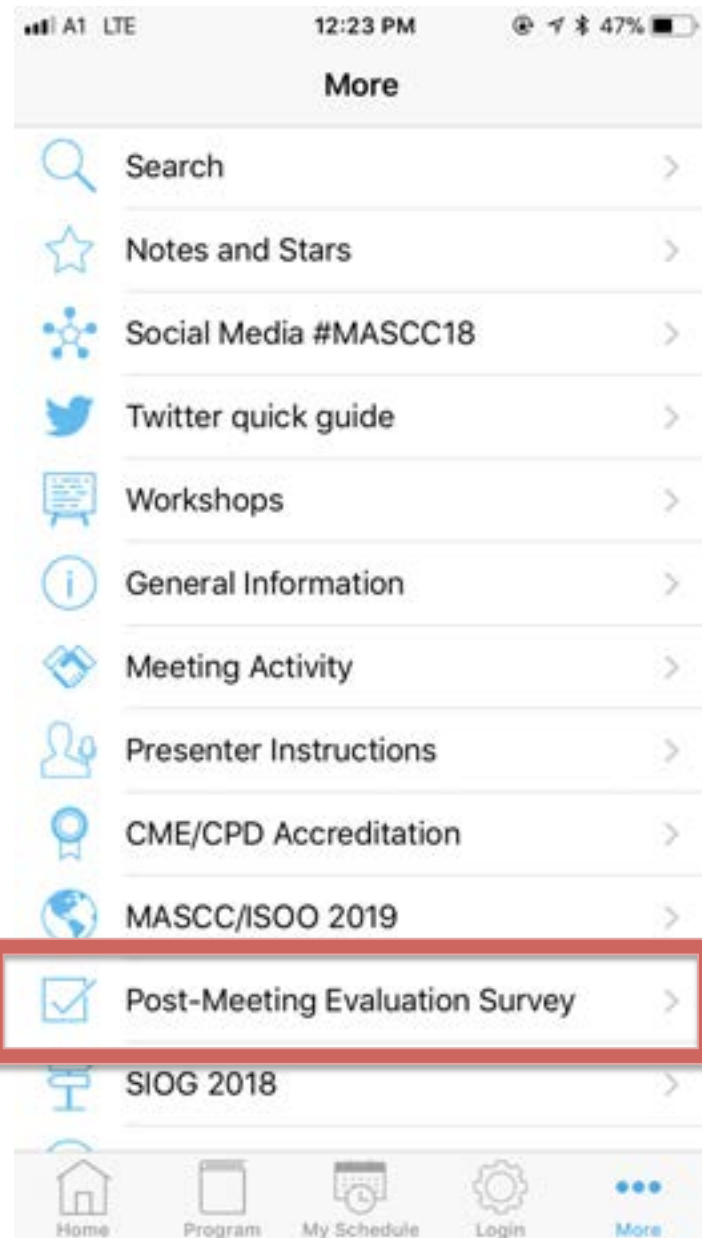 A1 LTE 12:23 PM 47%
More
Search
Notes and Stars
Social Media #MASCC18
Twitter quick guide
Workshops
General Information
Meeting Activity
Presenter Instructions
CME/CPD Accreditation
MASCC/ISOO 2019
Post-Meeting Evaluation Survey
SIOG 2018
Home Program My Schedule Login More